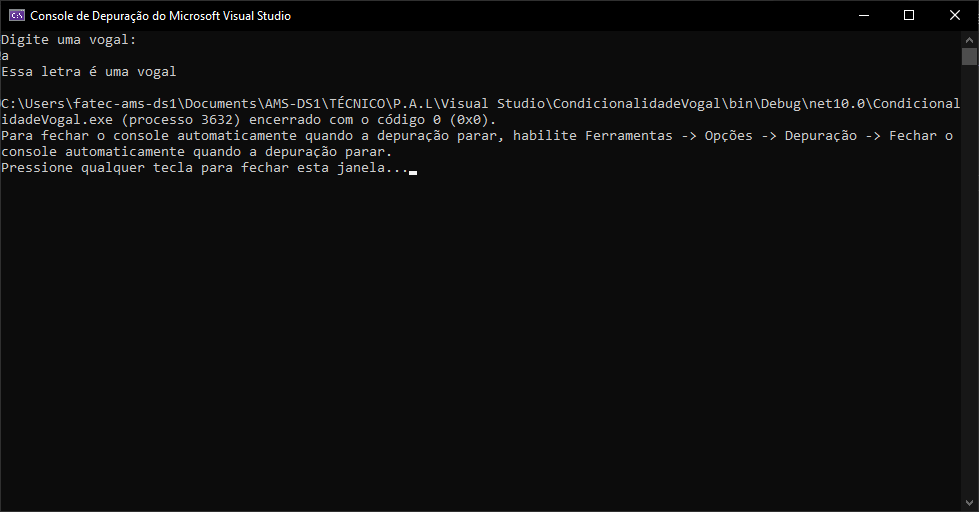 Console de Depuração do Microsoft Visual Studio
Digite uma vogal:
a
Essa letra é uma vogal
C:\Users\fatec-ams-ds1\Documents\AMS-DS1\TÉCNICO\P.A.L\Visual Studio\CondicionalidadeVogal\bin\Debug\net10.0\Condicional
idadeVogal.exe (processo 3632) encerrado com o código 0 (0x0).
Para fechar o console automaticamente quando a depuração parar, habilite Ferramentas -> Opções -> Depuração -> Fechar o
console automaticamente quando a depuração parar.
Pressione qualquer tecla para fechar esta janela...